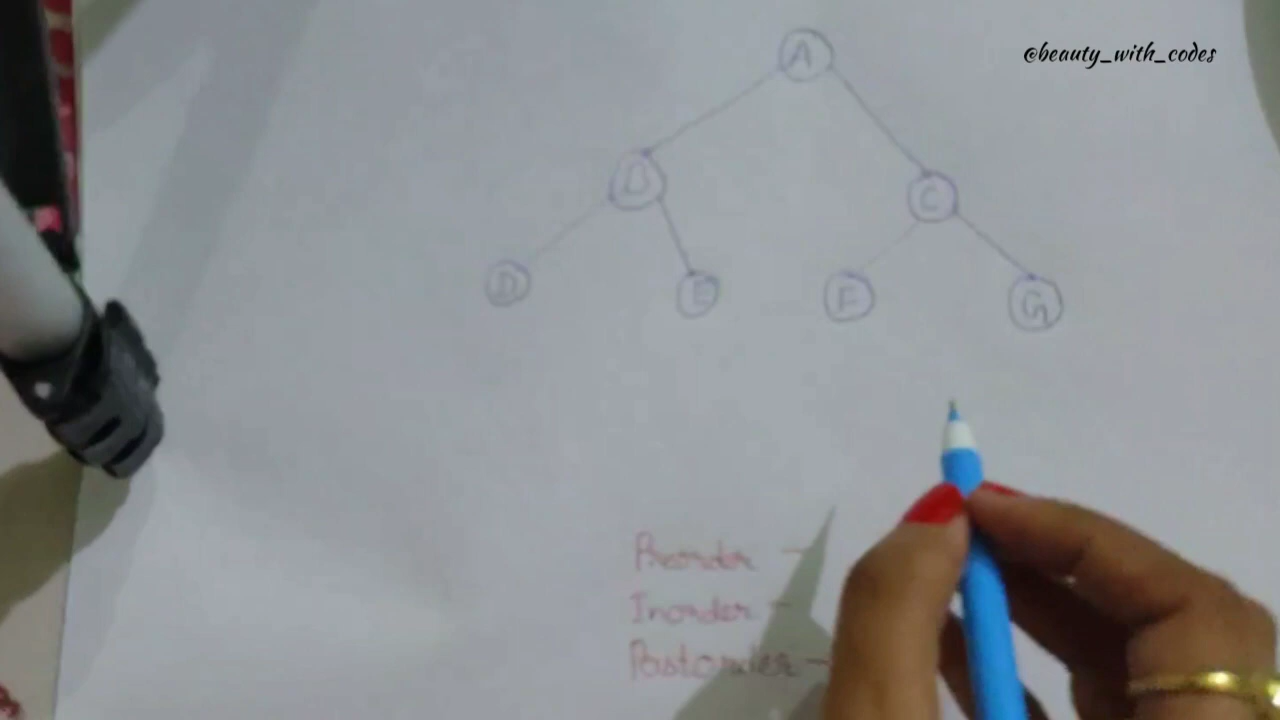 @beauty_with_codes
A
C
D
E
F
G
Preorder -
Inorder -
Postorder -